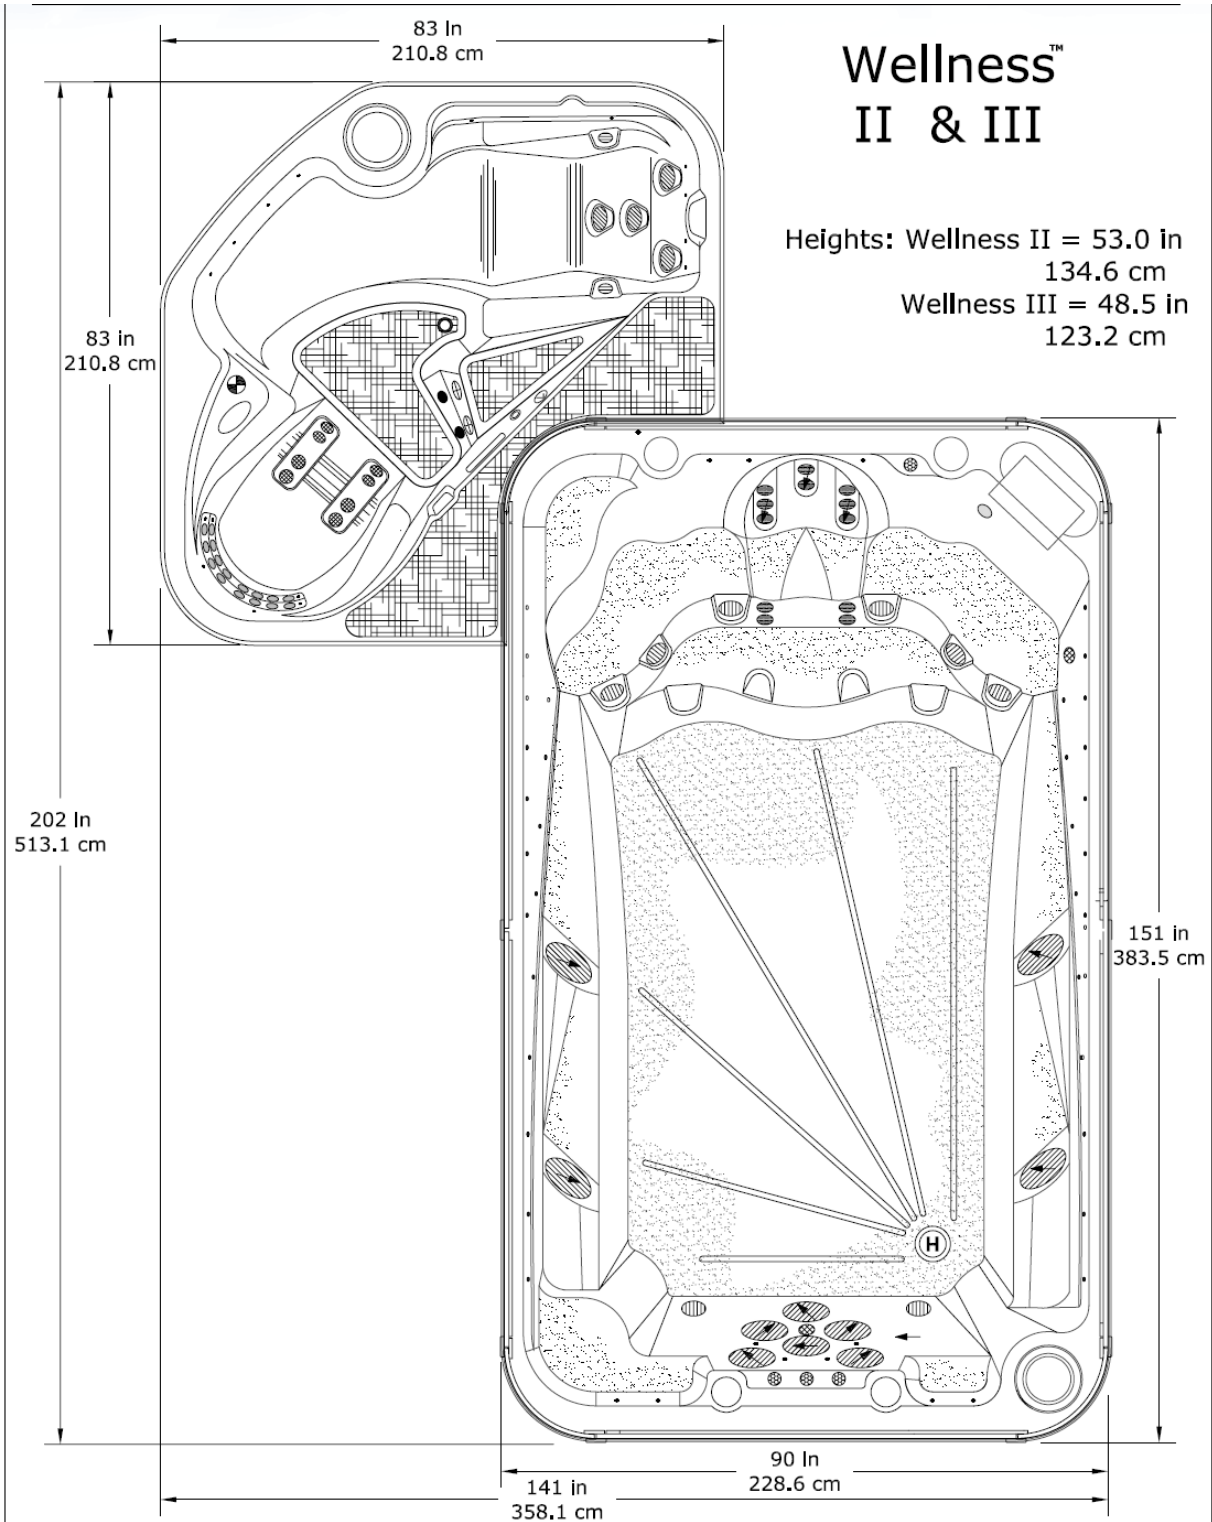 83 In
210.8 cm
Wellness™
II & III
Heights: Wellness II = 53.0 in
134.6 cm
Wellness III = 48.5 in
123.2 cm
83 in
210.8 cm
202 In
513.1 cm
151 in
383.5 cm
H
90 In
228.6 cm
141 in
358.1 cm